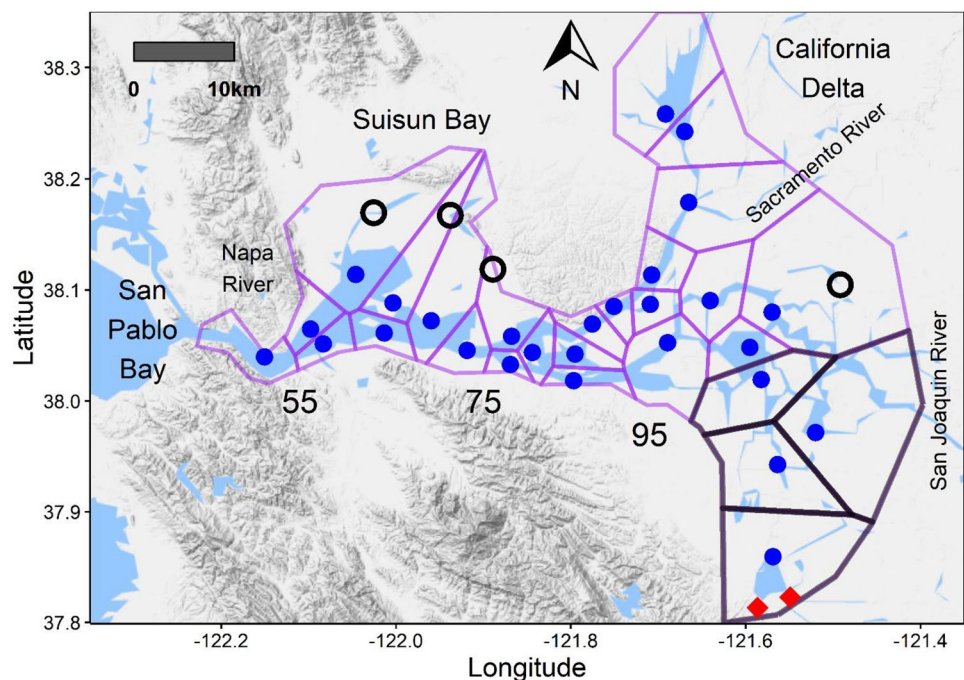 38.3
38.2
38.1
38.0
37.9
37.8
Latitude
0
10km
N
California
Delta
Suisun Bay
Sacramento River
Napa
River
San
Pablo
Bay
55
75
95
San Joaquin River
-122.2
-122.0
-121.8
-121.6
-121.4
Longitude